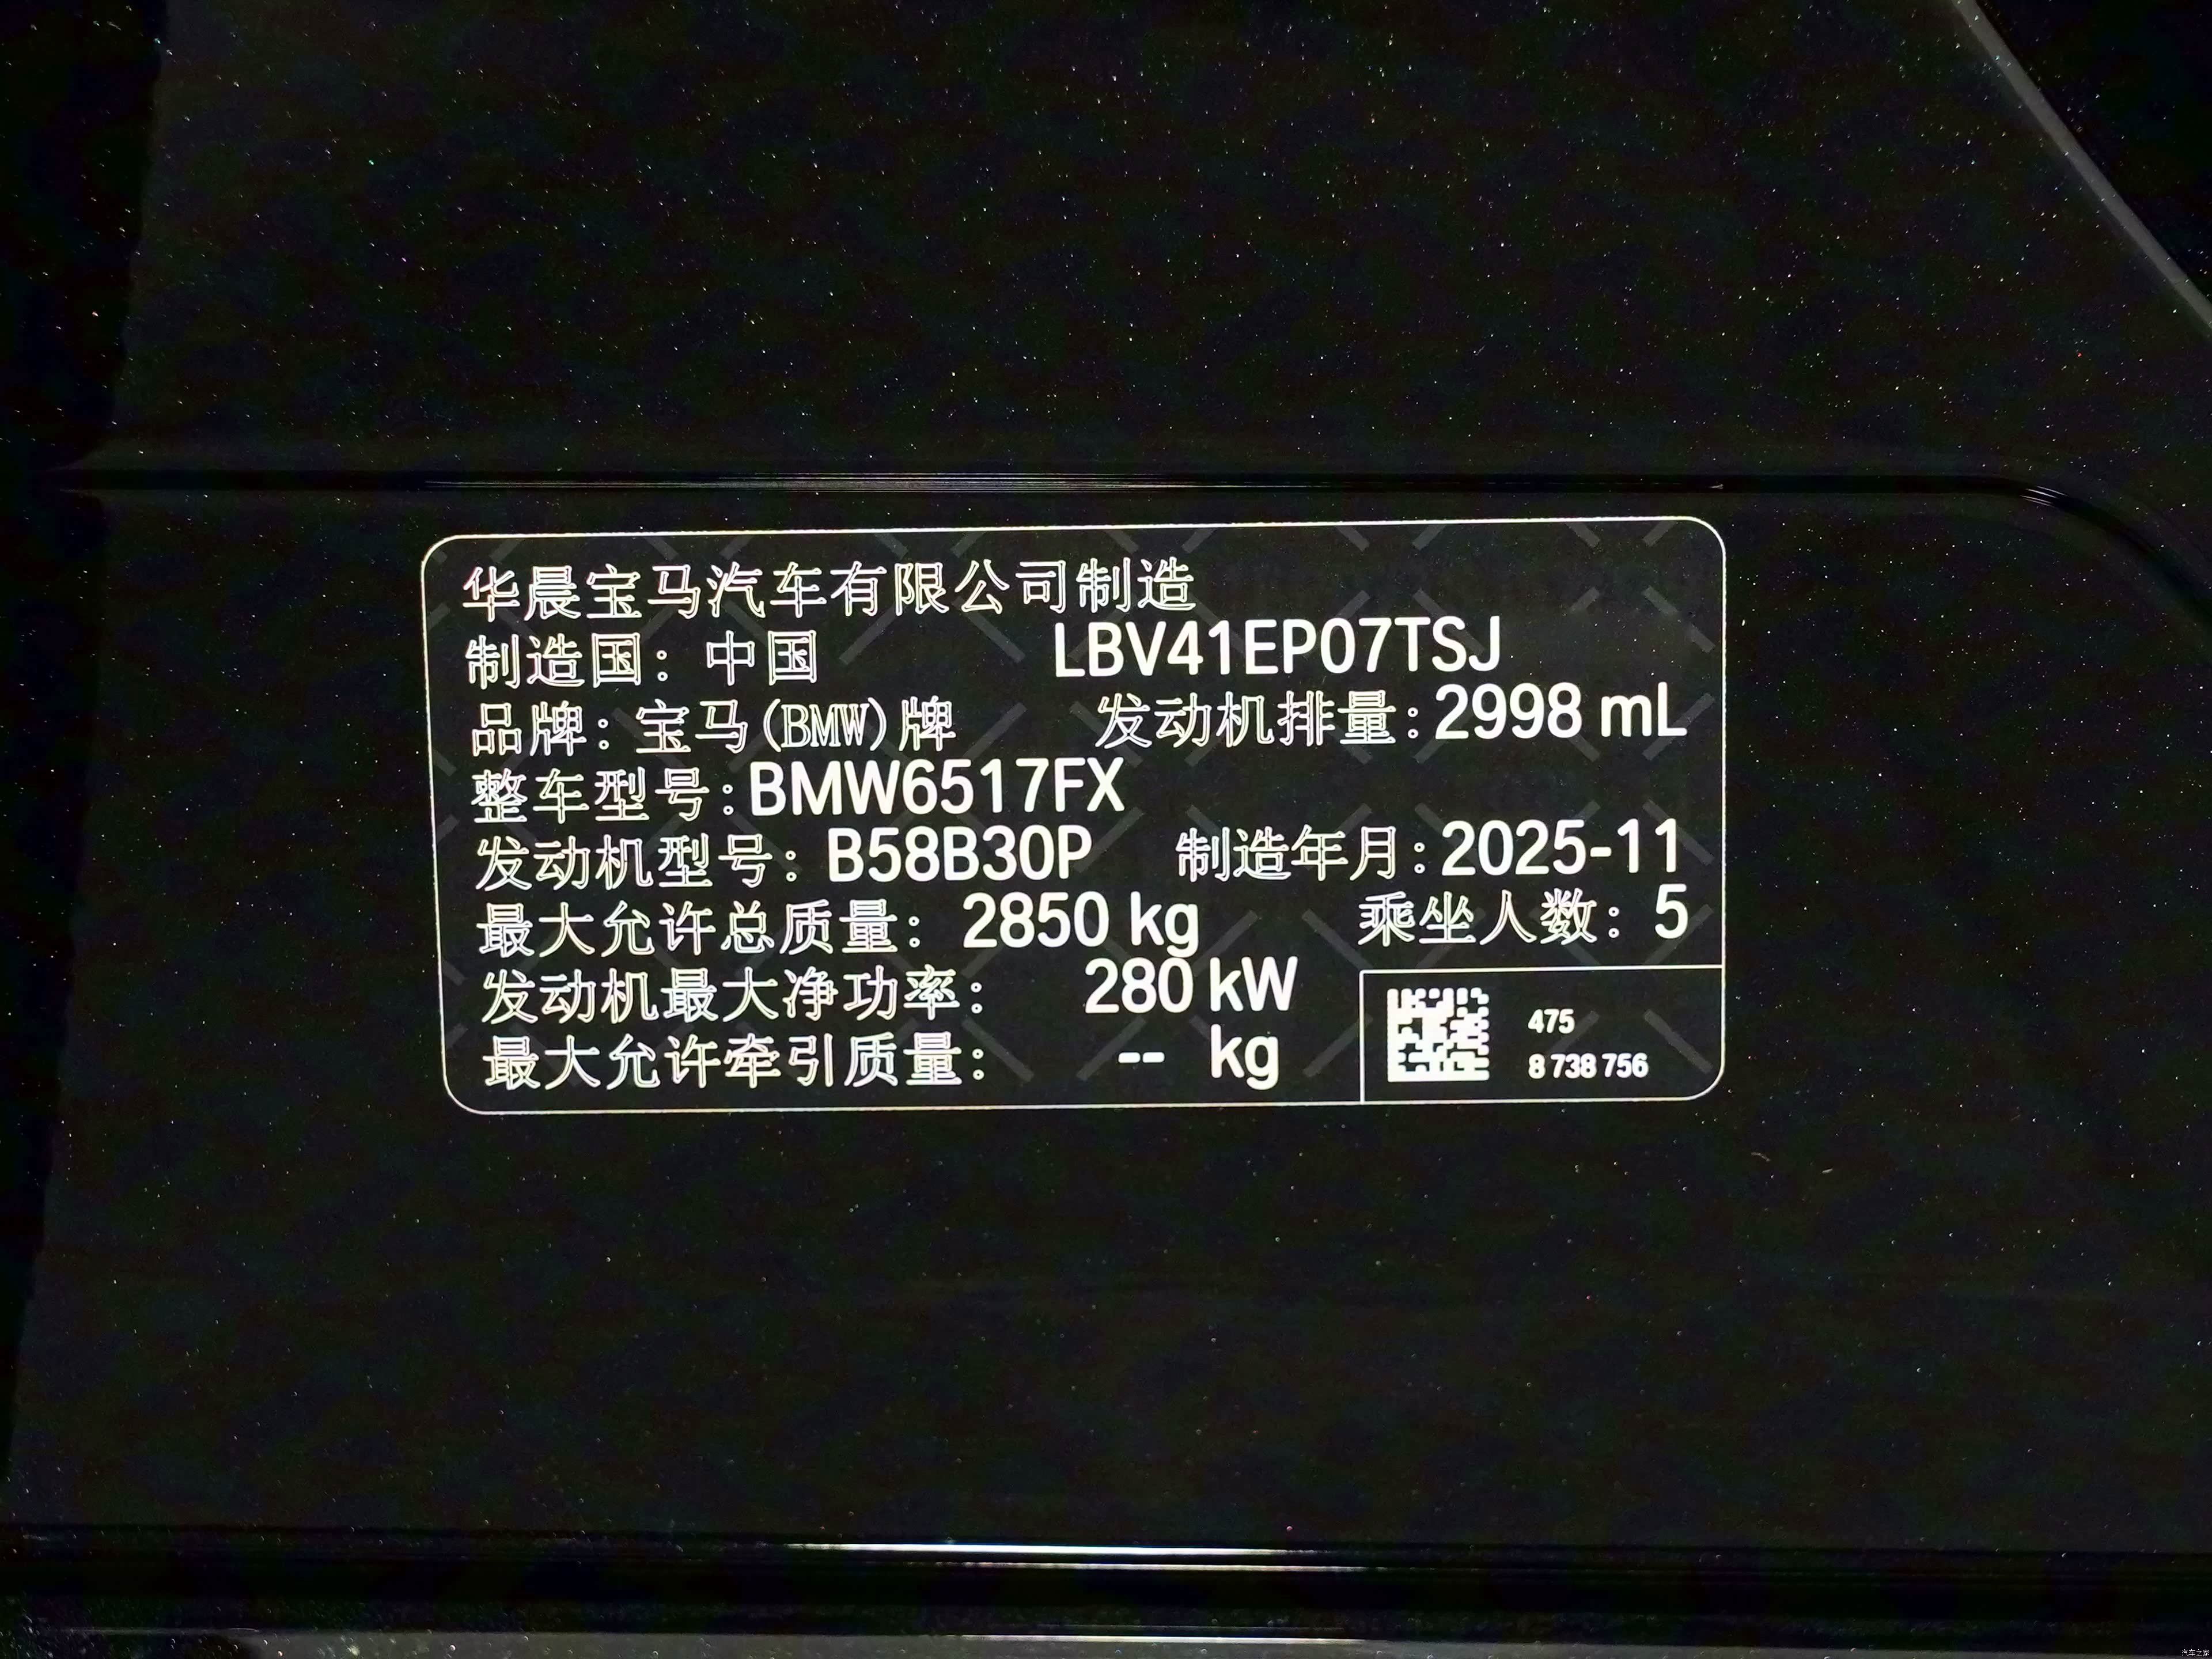 华晨宝马汽车有限公司制造
制造国：中国 LBV41EP07TSJ
品牌：宝马(BMW)牌 发动机排量：2998 mL
整车型号：BMW6517FX
发动机型号：B58B30P 制造年月：2025-11
最大允许总质量：2850 kg 乘坐人数：5
发动机最大净功率：280 kW
最大允许牵引质量：-- kg
475
8 738 756
汽车之家